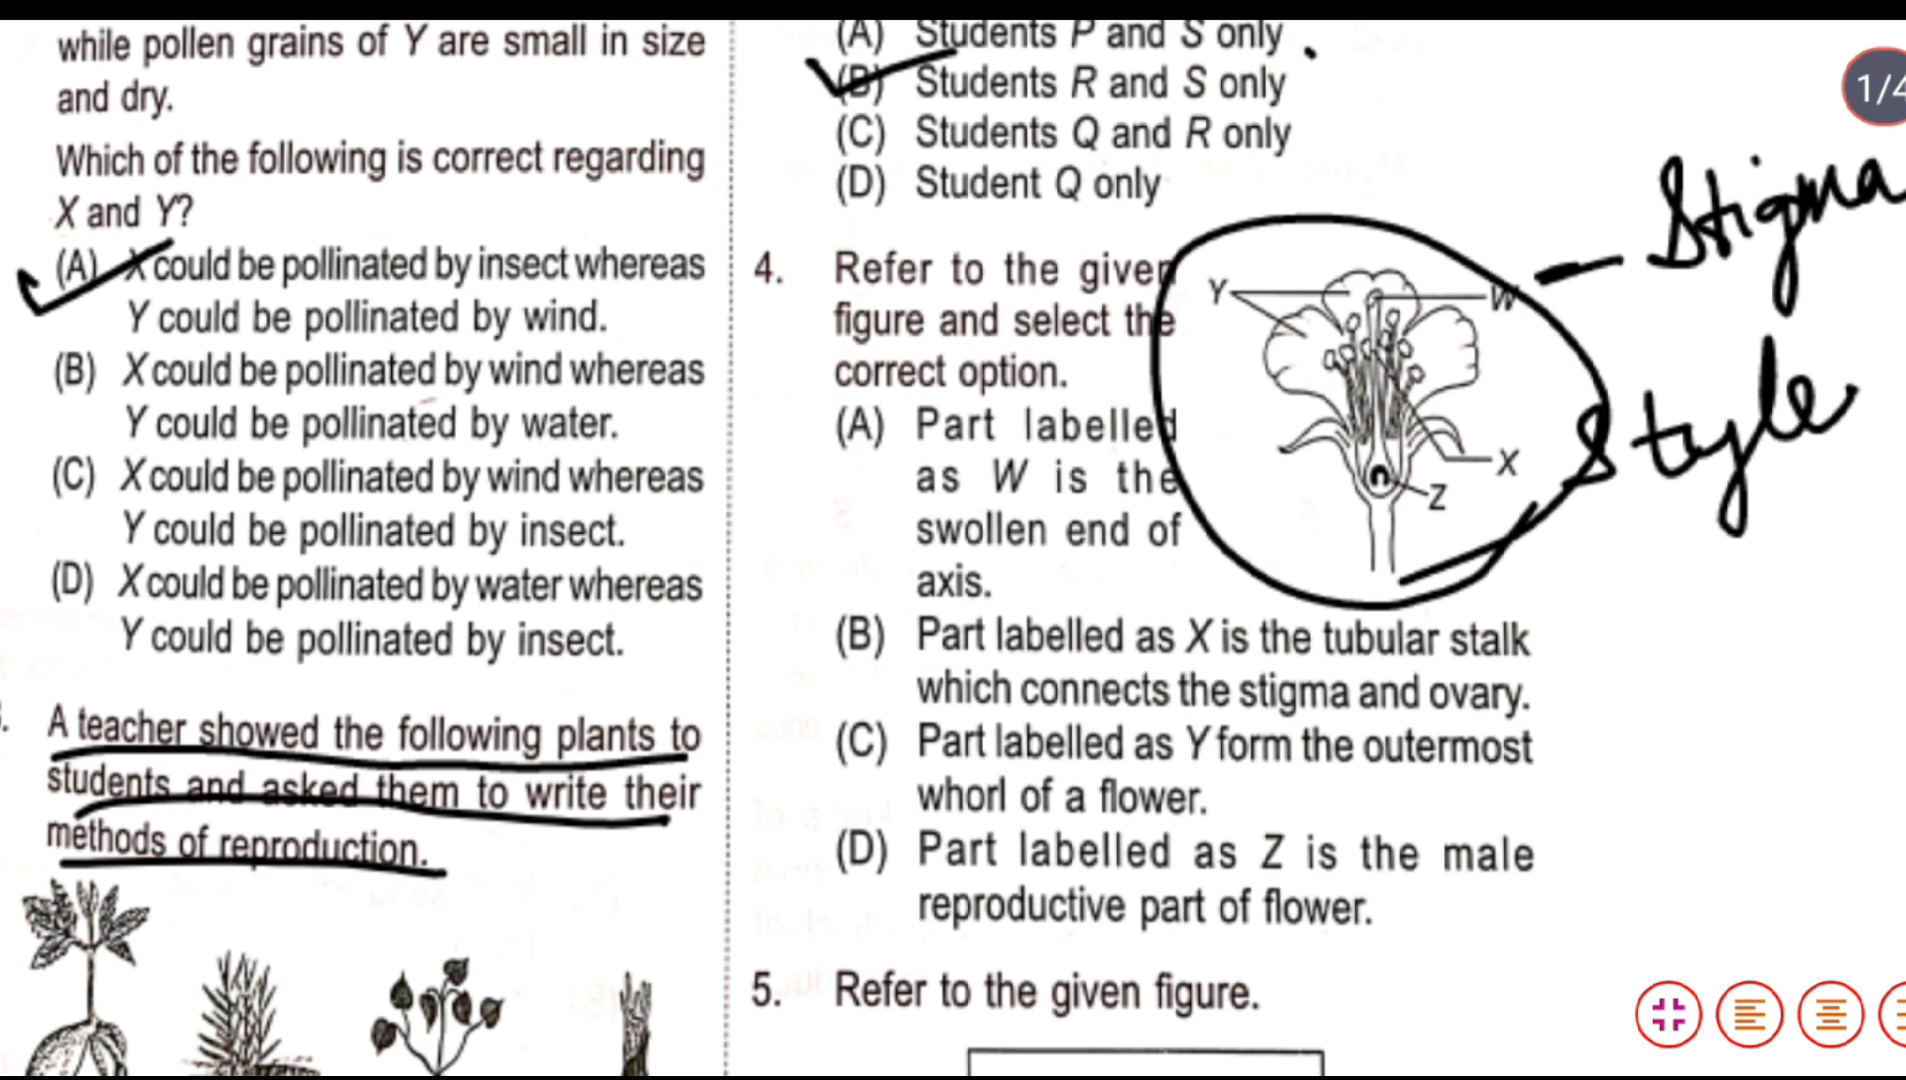 while pollen grains of Y are small in size
and dry.
Which of the following is correct regarding
X and Y?
(A) X could be pollinated by insect whereas
Y could be pollinated by wind.
(B) X could be pollinated by wind whereas
Y could be pollinated by water.
(C) X could be pollinated by wind whereas
Y could be pollinated by insect.
(D) X could be pollinated by water whereas
Y could be pollinated by insect.
A teacher showed the following plants to
students and asked them to write their
methods of reproduction.
(A) Students P and S only
(B) Students R and S only
(C) Students Q and R only
(D) Student Q only
4. Refer to the given
figure and select the
correct option.
(A) Part labelled
as W is the
swollen end of
axis.
(B) Part labelled as X is the tubular stalk
which connects the stigma and ovary.
(C) Part labelled as Y form the outermost
whorl of a flower.
(D) Part labelled as Z is the male
reproductive part of flower.
5. Refer to the given figure.
Y
W
X
Z
Stigma
Style
1/4